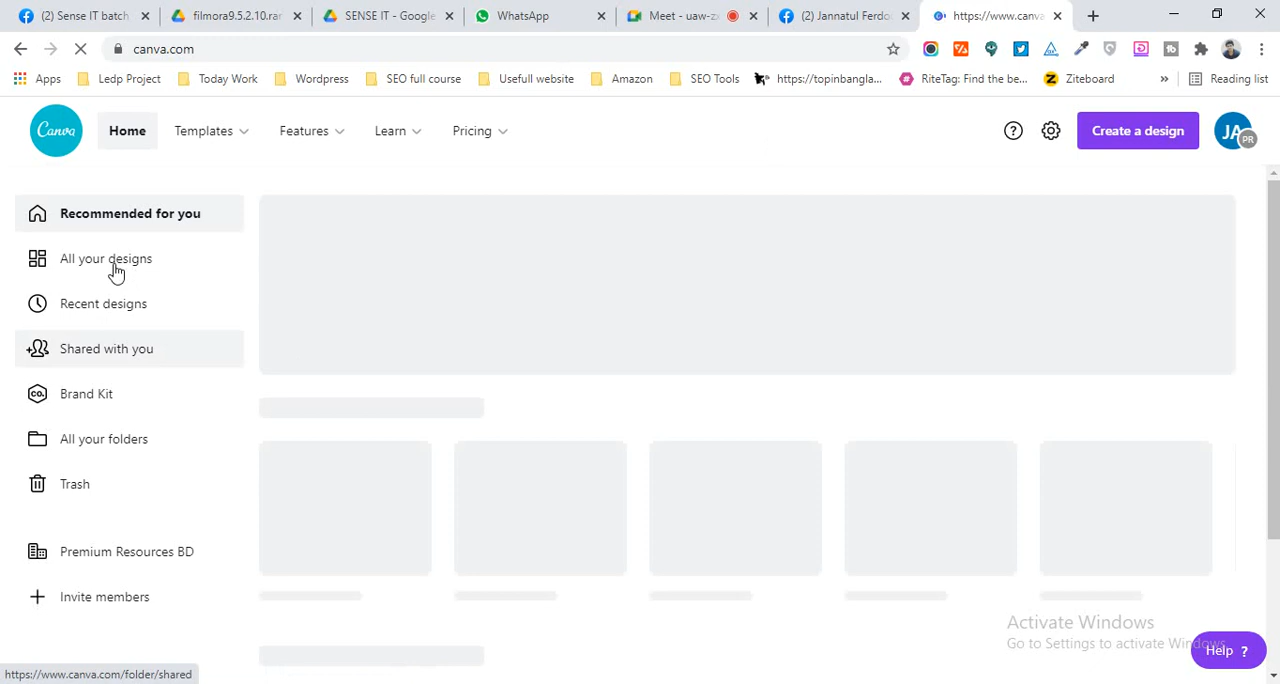 (2) Sense IT batch
filmora9.5.2.10.rar
SENSE IT - Google
WhatsApp
Meet - uaw-zx
(2) Jannatul Ferdo
https://www.canva
canva.com
Apps
Ledp Project
Today Work
Wordpress
SEO full course
Usefull website
Amazon
SEO Tools
https://topinbangla...
RiteTag: Find the be...
Ziteboard
»
Reading list
Canva
Home
Templates
Features
Learn
Pricing
?
Create a design
JA
PR
Recommended for you
All your designs
Recent designs
Shared with you
co.
Brand Kit
All your folders
Trash
Premium Resources BD
Invite members
Activate Windows
Go to Settings to activate Windows.
Help ?
https://www.canva.com/folder/shared